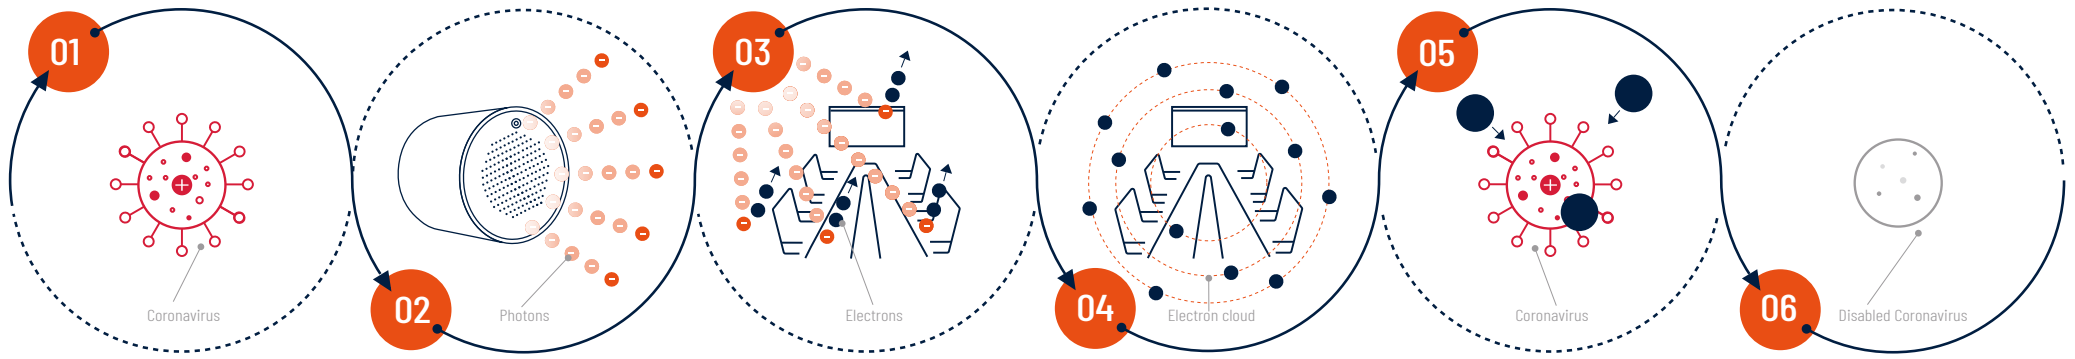 01
Coronavirus
02
Photons
03
Electrons
04
Electron cloud
05
Coronavirus
06
Disabled Coronavirus